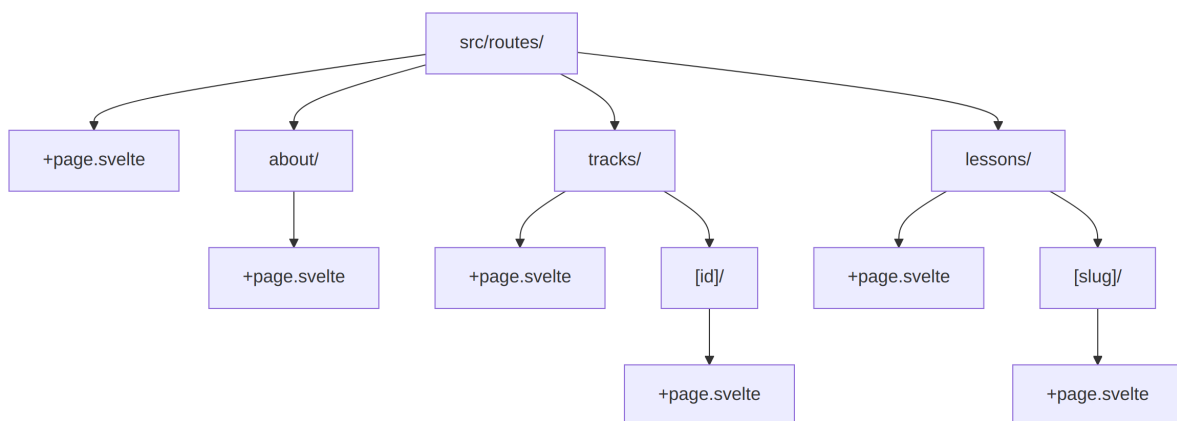 src/routes/
+page.svelte
about/
tracks/
lessons/
+page.svelte
+page.svelte
[id]/
+page.svelte
[slug]/
+page.svelte
+page.svelte